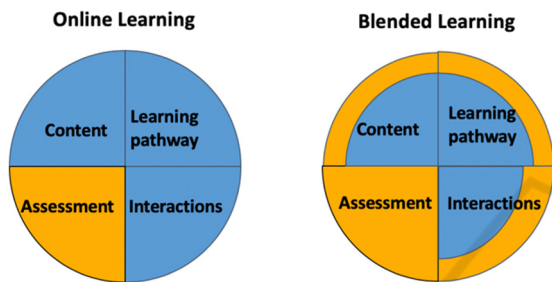 Online Learning
Blended Learning
Content
Learning
pathway
Assessment
Interactions
Content
Learning
pathway
Assessment
Interactions